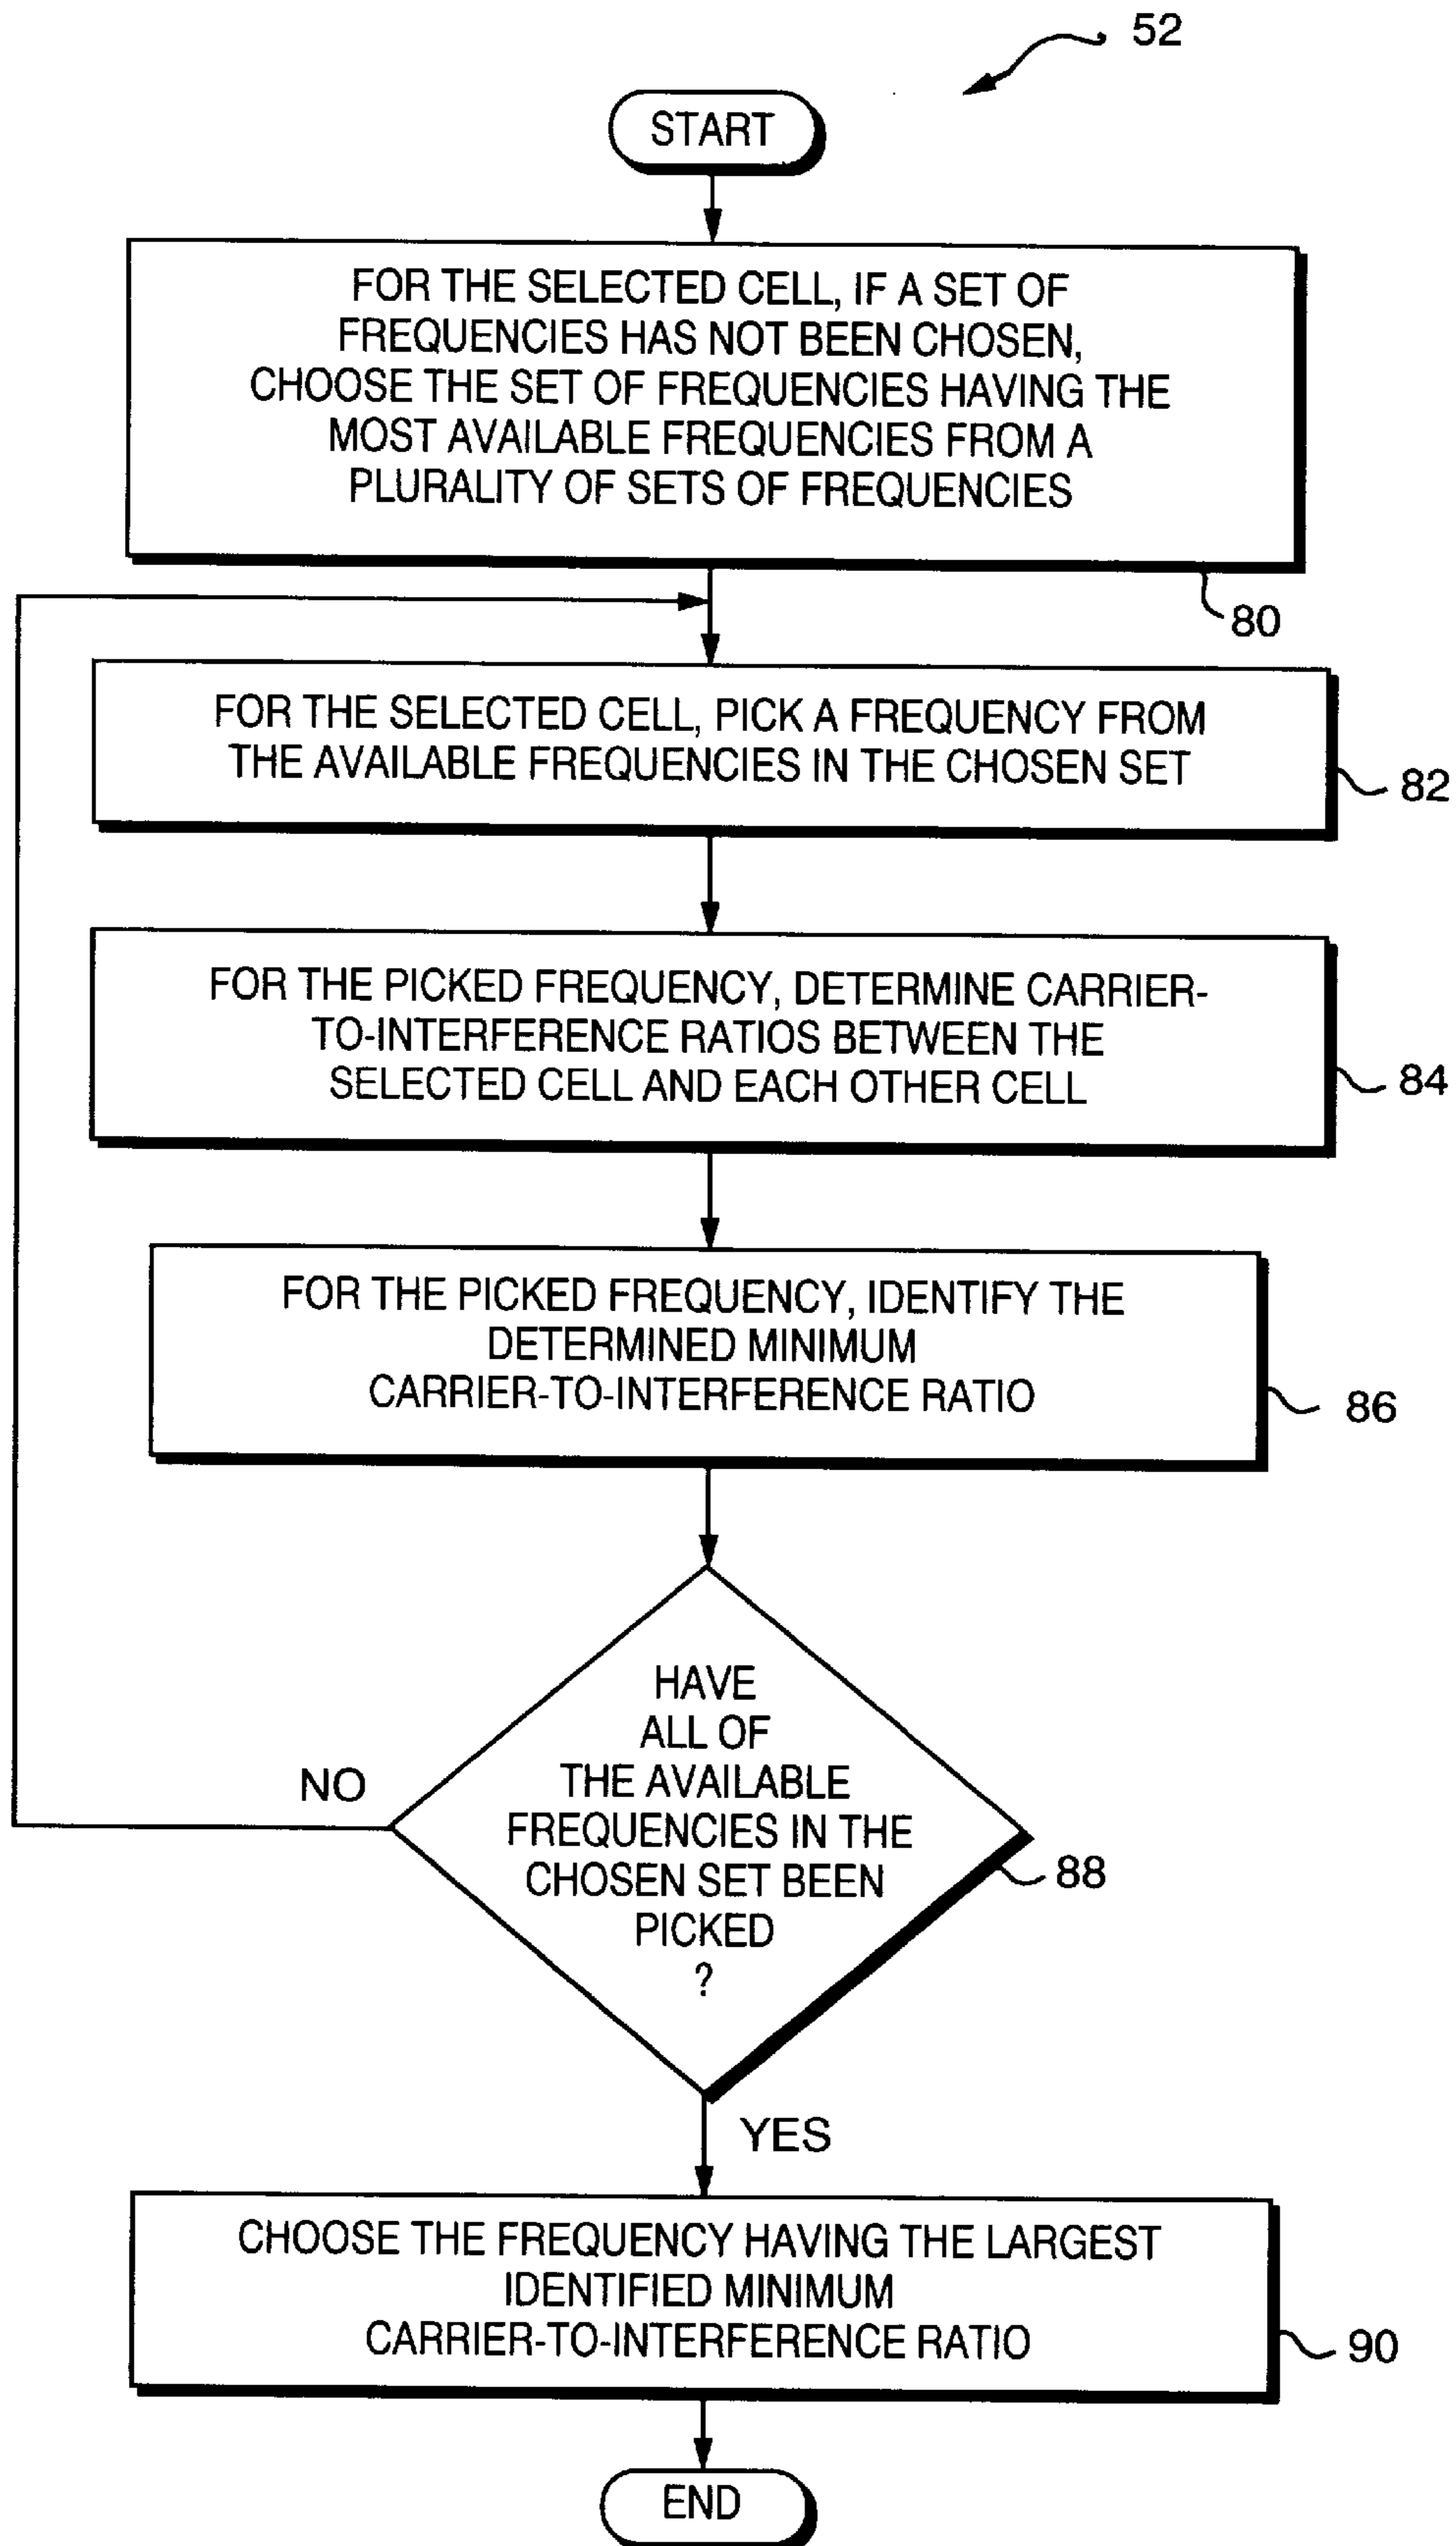 52
START
FOR THE SELECTED CELL, IF A SET OF
FREQUENCIES HAS NOT BEEN CHOSEN,
CHOOSE THE SET OF FREQUENCIES HAVING THE
MOST AVAILABLE FREQUENCIES FROM A
PLURALITY OF SETS OF FREQUENCIES
80
FOR THE SELECTED CELL, PICK A FREQUENCY FROM
THE AVAILABLE FREQUENCIES IN THE CHOSEN SET
82
FOR THE PICKED FREQUENCY, DETERMINE CARRIER-
TO-INTERFERENCE RATIOS BETWEEN THE
SELECTED CELL AND EACH OTHER CELL
84
FOR THE PICKED FREQUENCY, IDENTIFY THE
DETERMINED MINIMUM
CARRIER-TO-INTERFERENCE RATIO
86
HAVE
ALL OF
THE AVAILABLE
FREQUENCIES IN THE
CHOSEN SET BEEN
PICKED
?
NO
88
YES
CHOOSE THE FREQUENCY HAVING THE LARGEST
IDENTIFIED MINIMUM
CARRIER-TO-INTERFERENCE RATIO
90
END